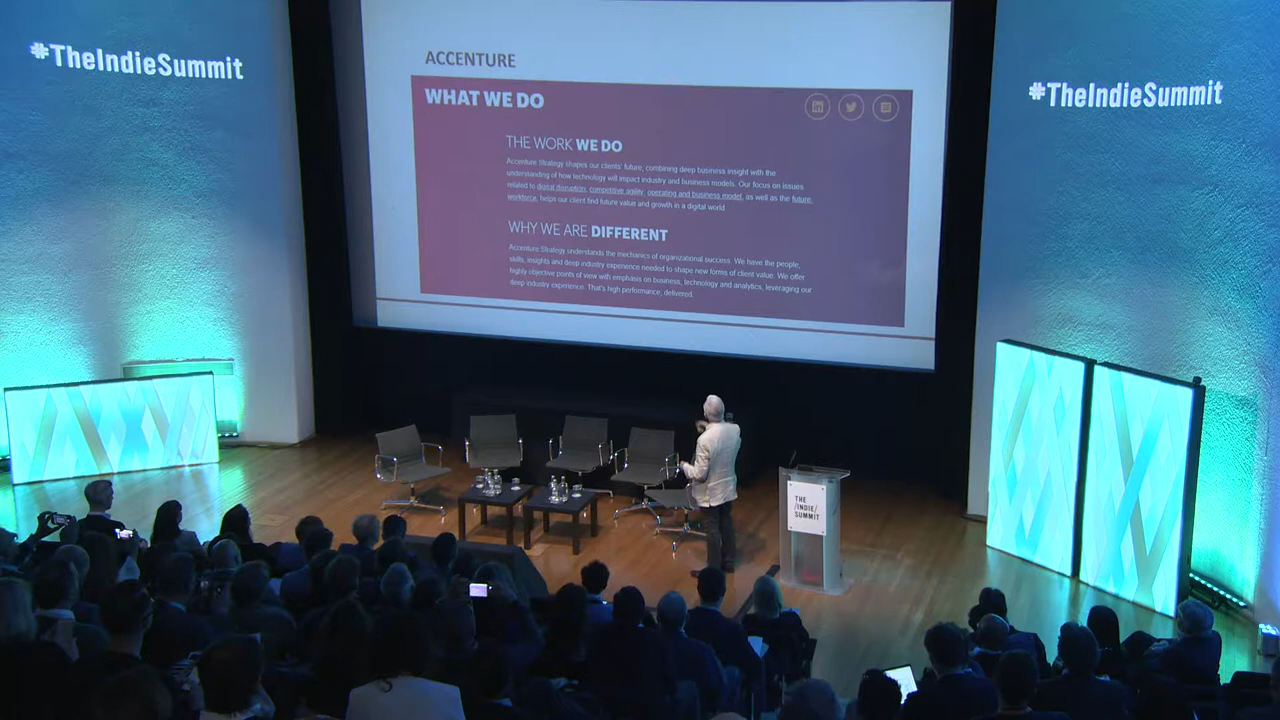 #TheIndieSummit
ACCENTURE
WHAT WE DO
THE WORK WE DO
Accenture Strategy shapes our clients' future, combining deep business insight with the
understanding of how technology will impact industry and business models. Our focus on issues
related to digital disruption, competitive agility, operating and business model, as well as the future,
workforce, helps our client find future value and growth in a digital world
WHY WE ARE DIFFERENT
Accenture Strategy understands the mechanics of organizational success. We have the people,
skills, insights and deep industry experience needed to shape new forms of client value. We offer
highly objective points of view with emphasis on business, technology and analytics, leveraging our
deep industry experience. That's high performance, delivered.
#TheIndieSummit
THE
/INDIE/
SUMMIT